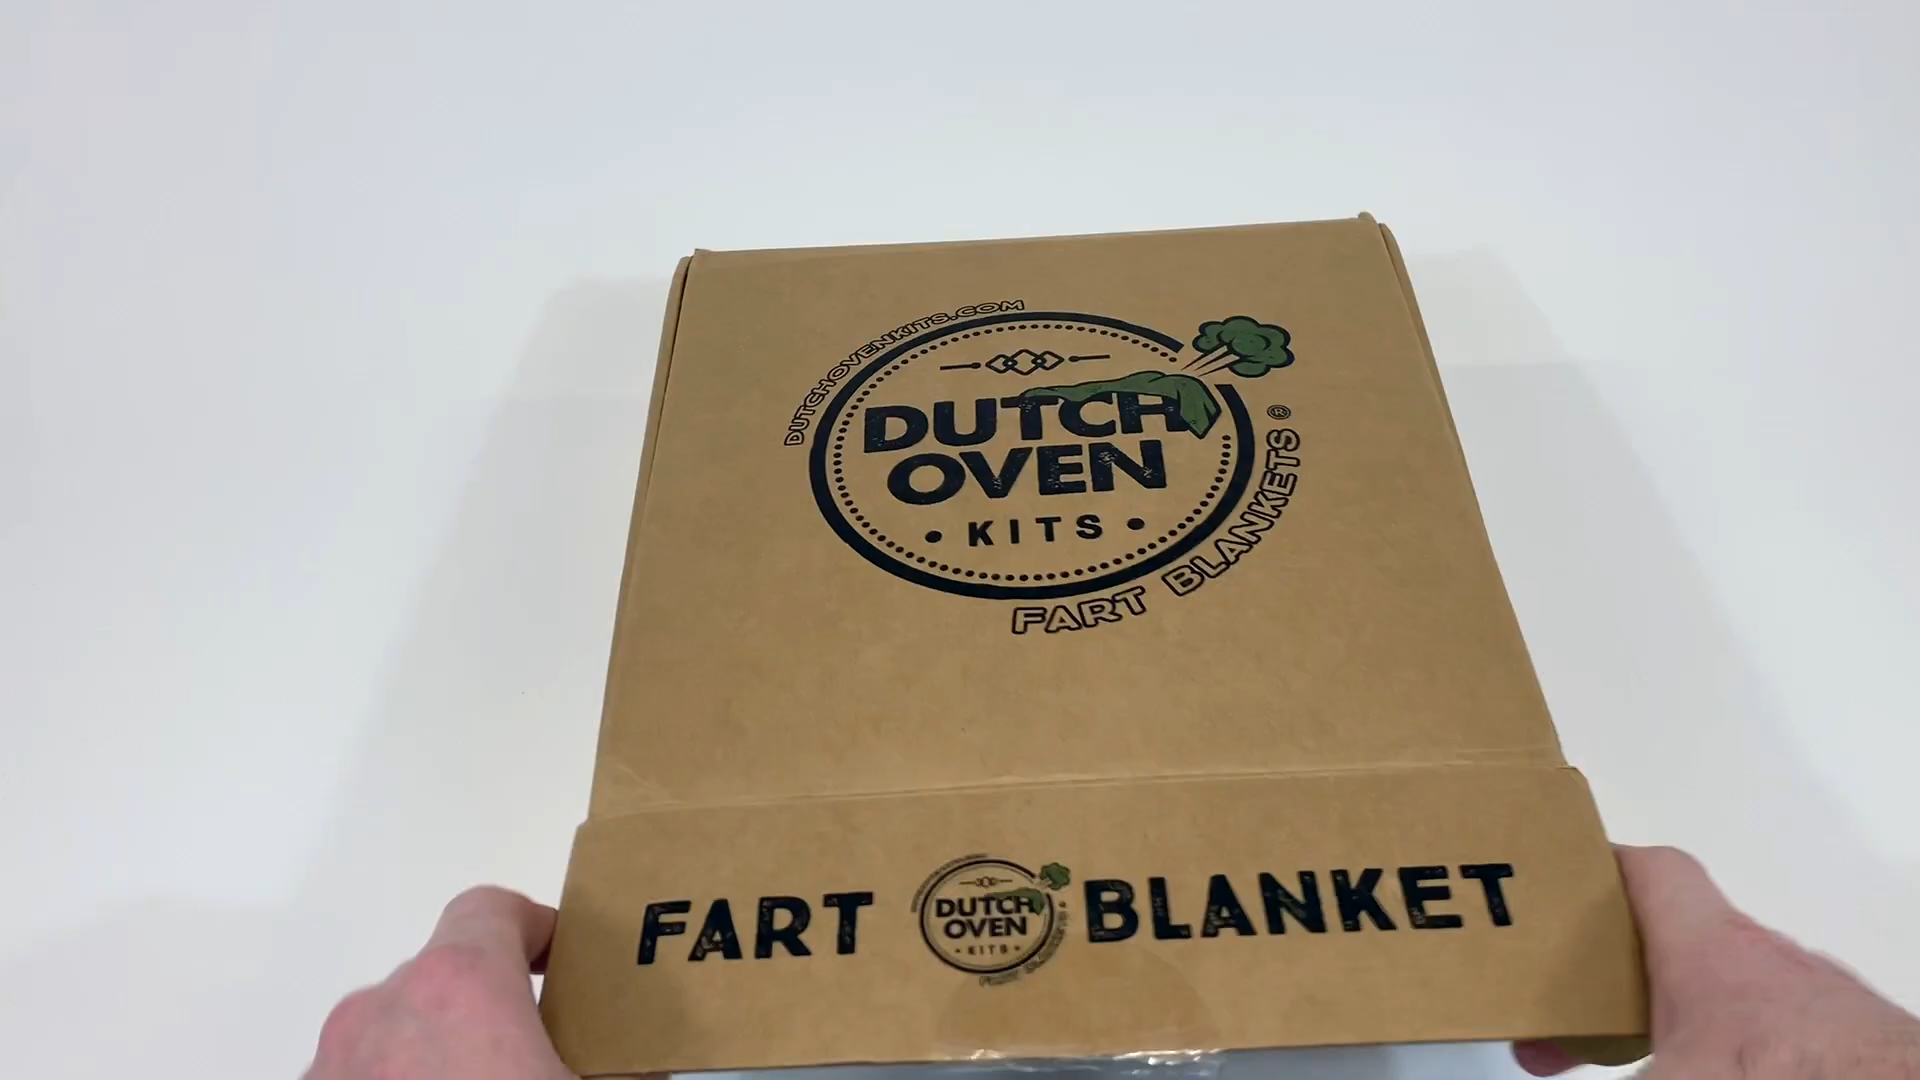 DUTCHOVENKITS.COM
DUTCH
OVEN
• KITS •
FART BLANKETS ®
FART BLANKET
DUTCH
OVEN
• KITS •